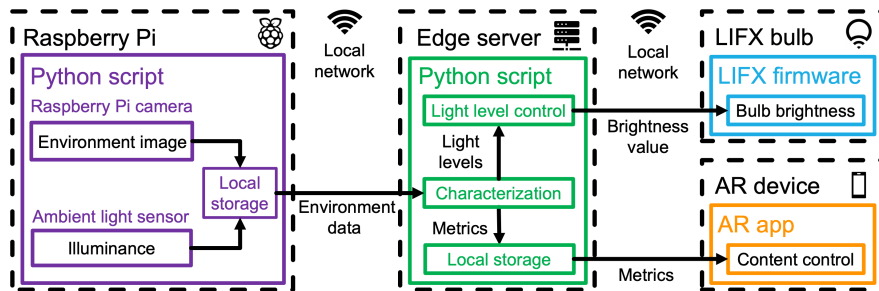 Raspberry Pi
Python script
Raspberry Pi camera
Environment image
Local
storage
Ambient light sensor
Illuminance
Local
network
Environment
data
Edge server
Python script
Light level control
Light
levels
Characterization
Metrics
Local storage
Local
network
Brightness
value
Metrics
LIFX bulb
LIFX firmware
Bulb brightness
AR device
AR app
Content control